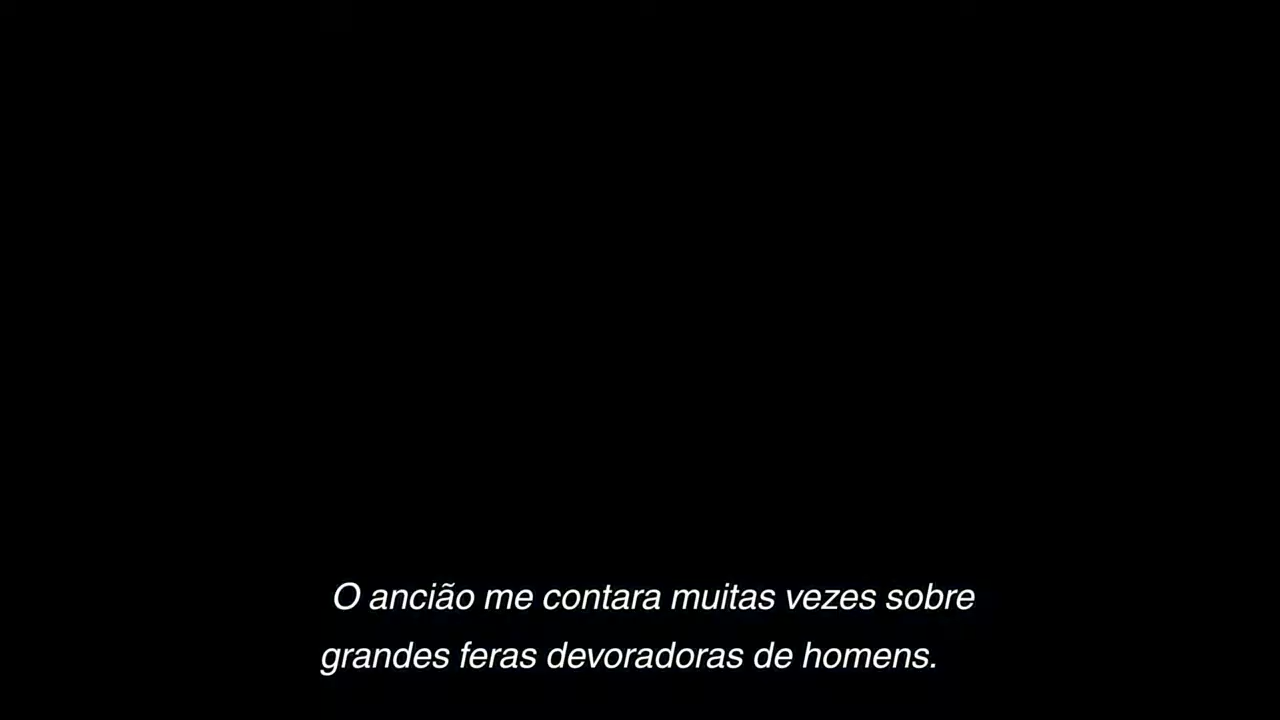 O ancião me contara muitas vezes sobre
grandes feras devoradoras de homens.